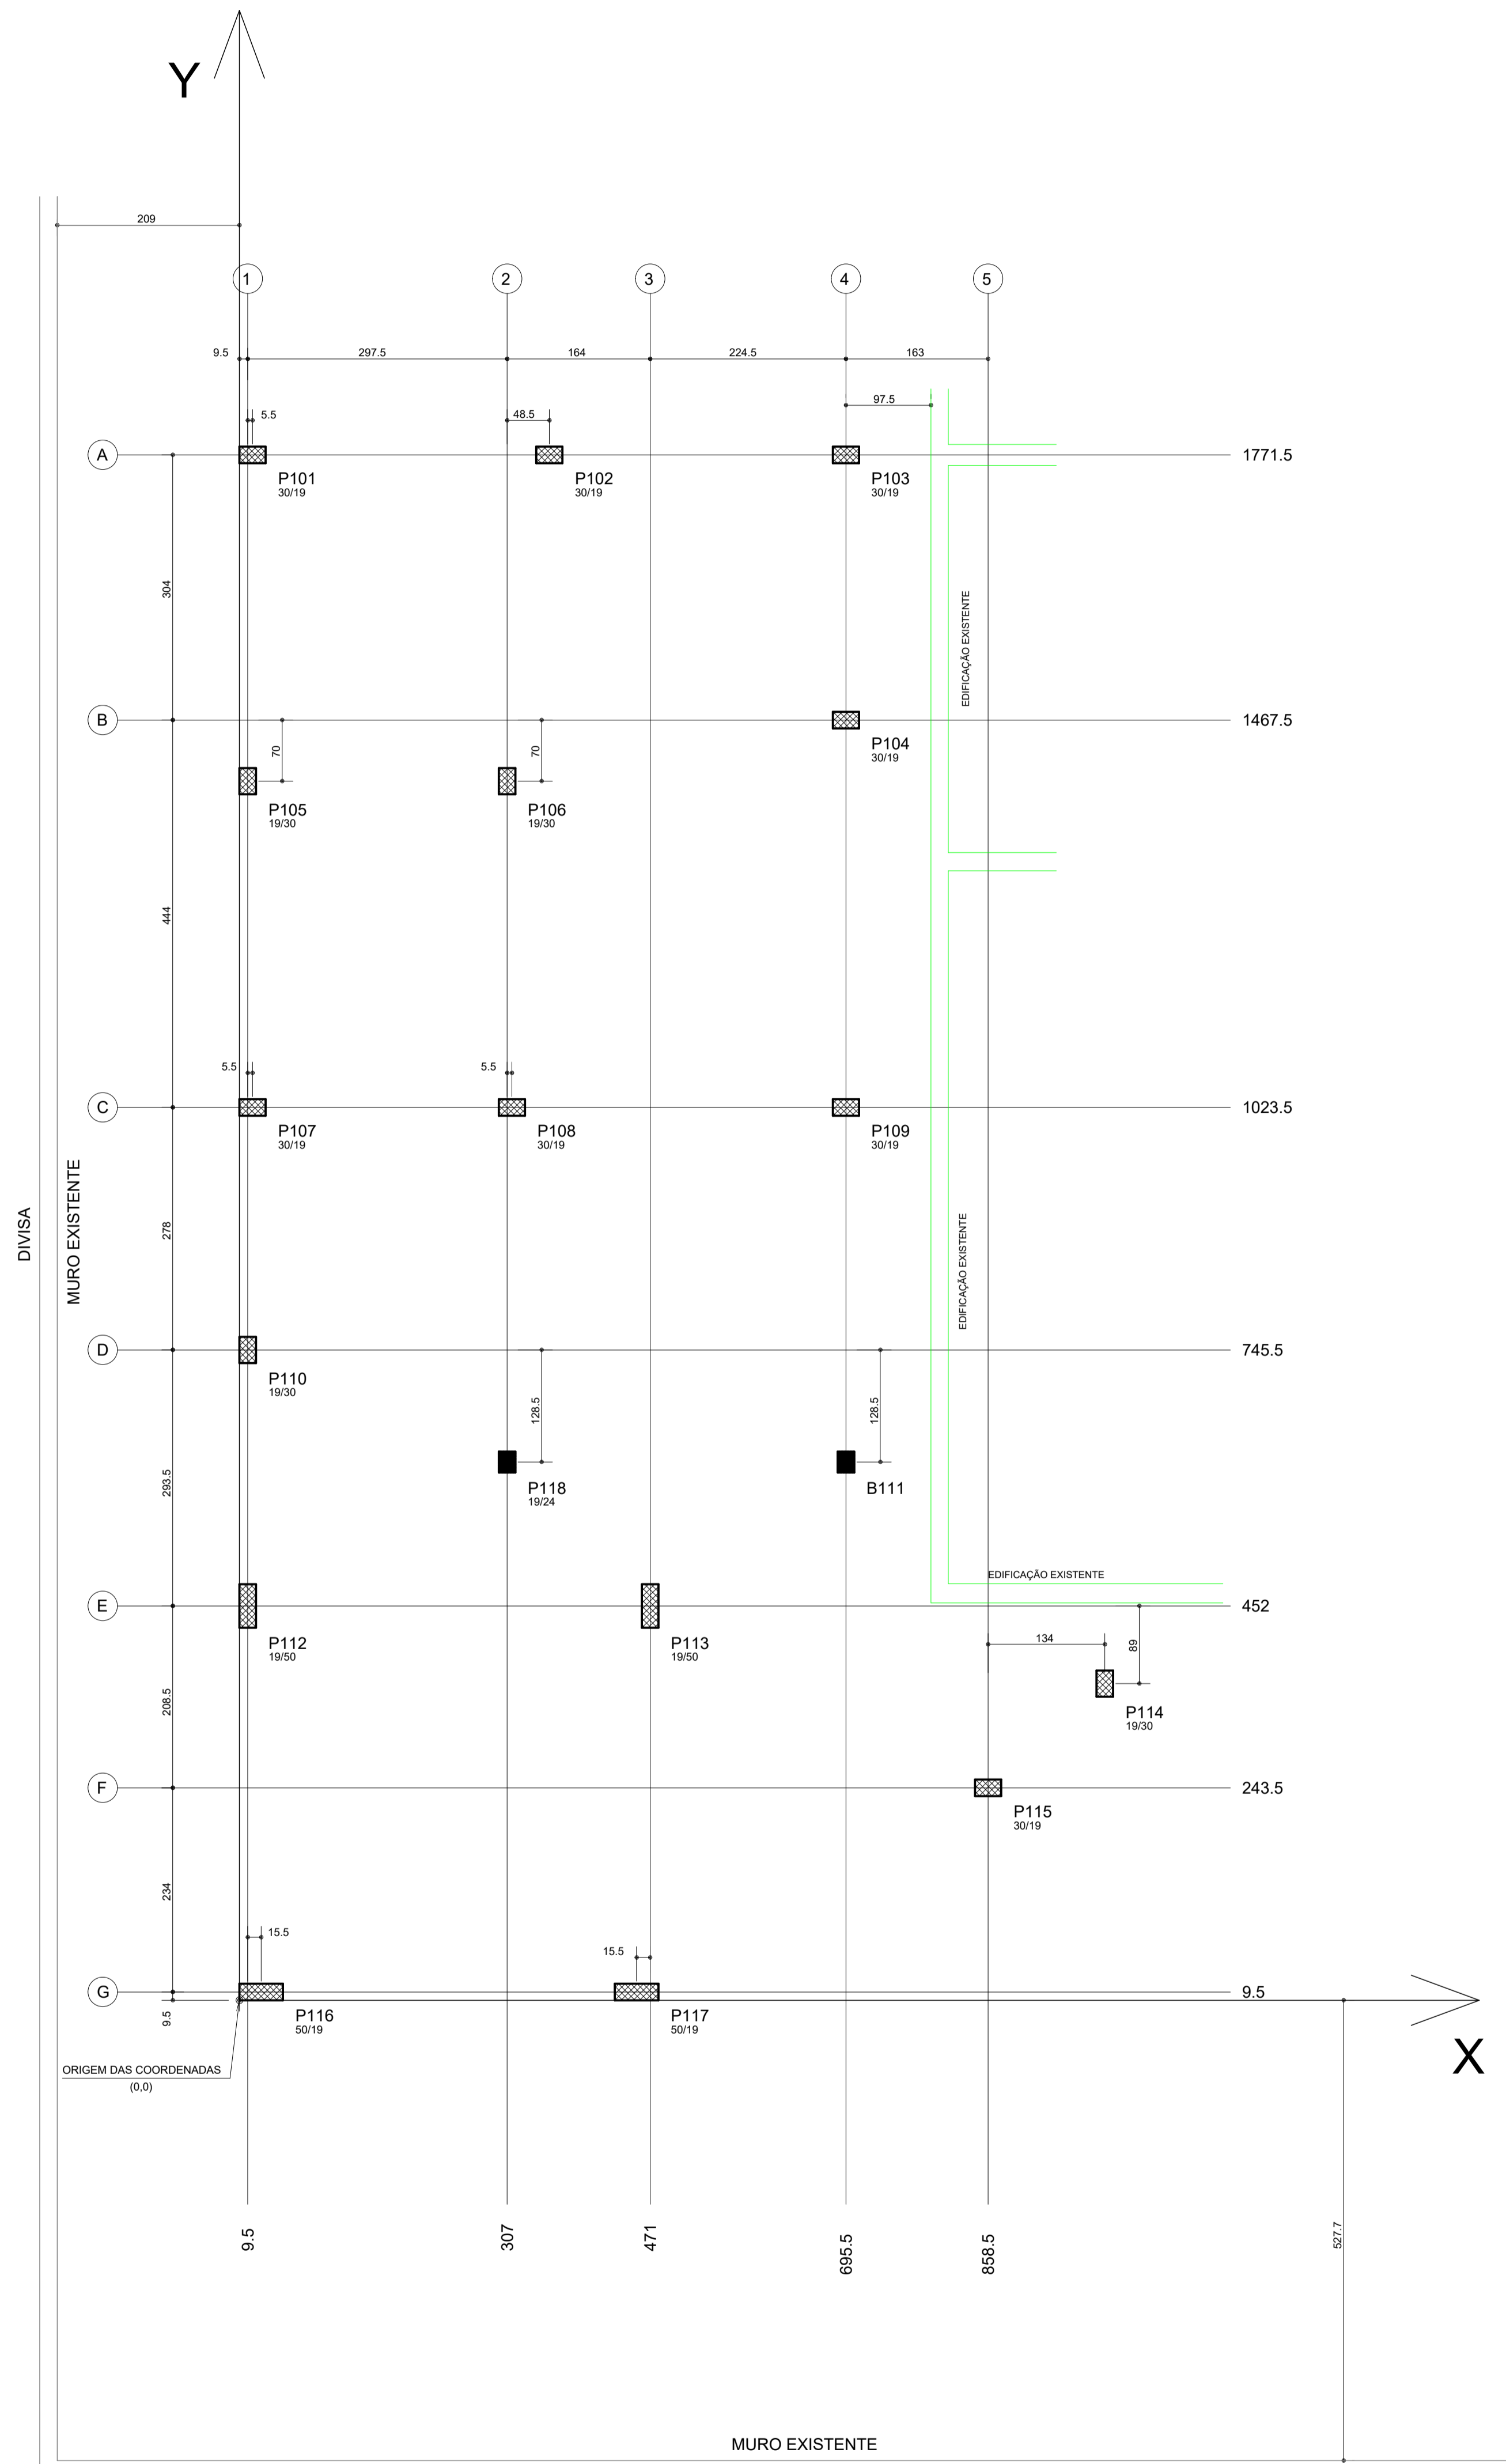 Y
209
1
2
3
4
5
9.5
297.5
164
224.5
163
97.5
5.5
48.5
A
1771.5
P101
30/19
P102
30/19
P103
30/19
304
EDIFICAÇÃO EXISTENTE
B
1467.5
70
70
P104
30/19
P105
19/30
P106
19/30
444
5.5
5.5
C
1023.5
P107
30/19
P108
30/19
P109
30/19
DIVISA
MURO EXISTENTE
278
EDIFICAÇÃO EXISTENTE
D
745.5
P110
19/30
128.5
128.5
293.5
P118
19/24
B111
EDIFICAÇÃO EXISTENTE
E
452
P112
19/50
P113
19/50
134
89
208.5
P114
19/30
F
243.5
P115
30/19
234
15.5
15.5
G
9.5
9.5
P116
50/19
P117
50/19
X
ORIGEM DAS COORDENADAS
(0,0)
9.5
307
471
695.5
858.5
527.7
MURO EXISTENTE